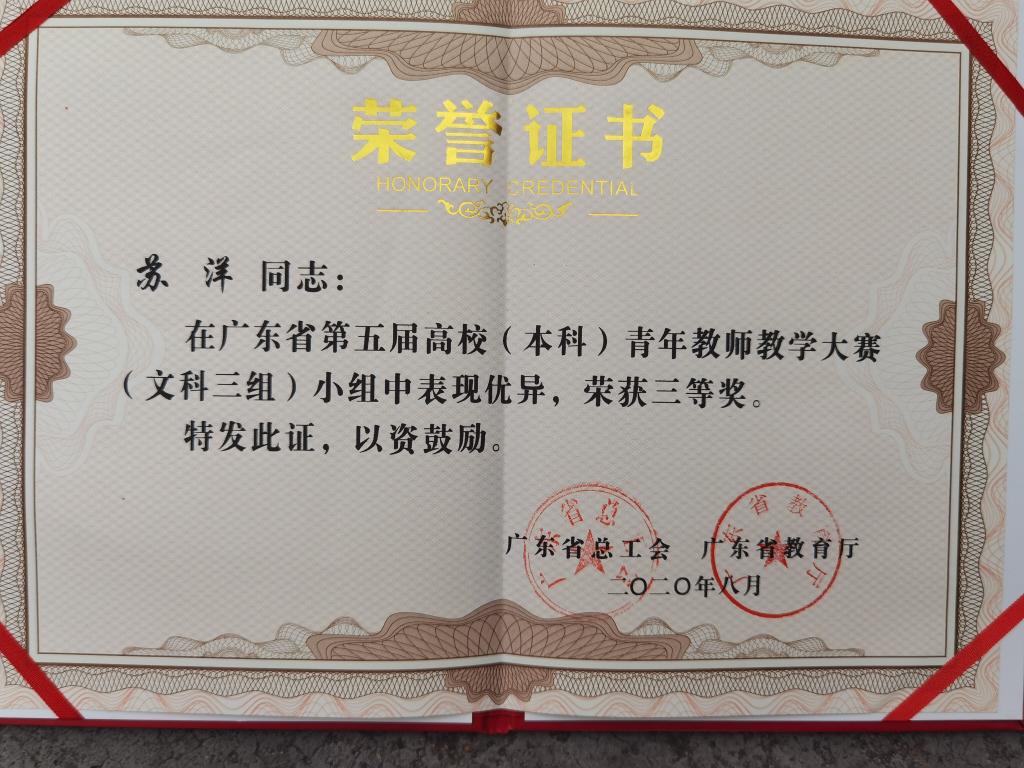 荣誉证书
HONORARY CREDENTIAL
苏 洋 同志：
在广东省第五届高校（本科）青年教师教学大赛
（文科三组）小组中表现优异，荣获三等奖。
特发此证，以资鼓励。
广东省总工会 广东省教育厅
二〇二〇年八月